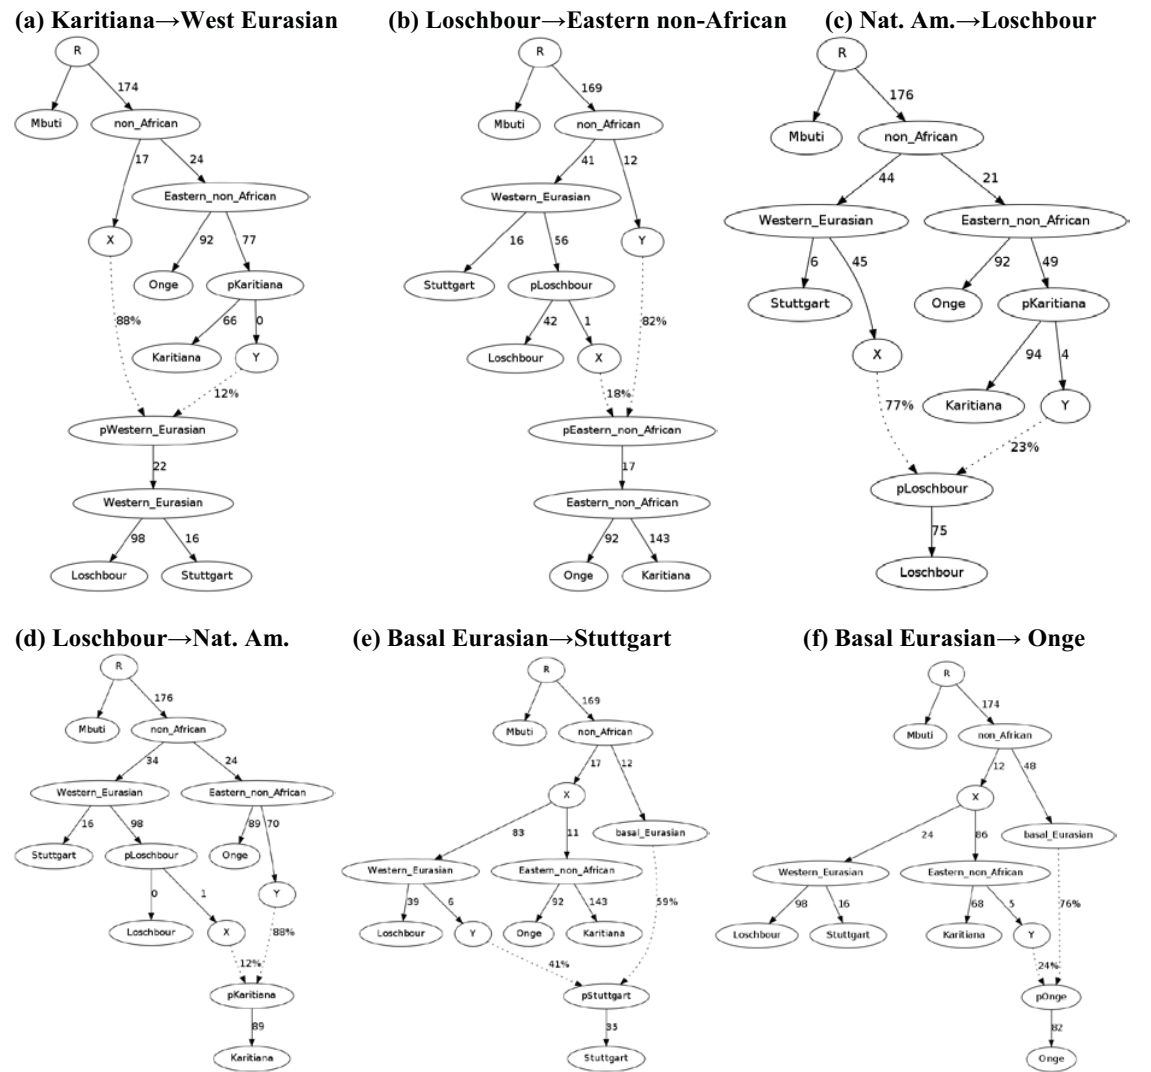 (a) Karitiana→West Eurasian
R
174
Mbuti
non_African
17
24
Eastern_non_African
X
92
77
Onge
pKaritiana
88%
66
0
Karitiana
Y
12%
pWestern_Eurasian
22
Western_Eurasian
98
16
Loschbour
Stuttgart
(b) Loschbour→Eastern non-African
R
169
Mbuti
non_African
41
12
Western_Eurasian
16
56
Y
Stuttgart
pLoschbour
42
1
82%
Loschbour
X
18%
pEastern_non_African
17
Eastern_non_African
92
143
Onge
Karitiana
(c) Nat. Am.→Loschbour
R
176
Mbuti
non_African
44
21
Western_Eurasian
Eastern_non_African
6
45
92
49
Stuttgart
Onge
pKaritiana
X
94
4
77%
Karitiana
Y
23%
pLoschbour
75
Loschbour
(d) Loschbour→Nat. Am.
R
176
Mbuti
non_African
34
24
Western_Eurasian
Eastern_non_African
16
98
89
70
Stuttgart
pLoschbour
Onge
0
1
Y
Loschbour
X
88%
12%
pKaritiana
89
Karitiana
(e) Basal Eurasian→Stuttgart
R
169
Mbuti
non_African
17
12
X
83
11
basal_Eurasian
Western_Eurasian
Eastern_non_African
39
6
92
143
59%
Loschbour
Y
Onge
Karitiana
41%
pStuttgart
35
Stuttgart
(f) Basal Eurasian→ Onge
R
174
Mbuti
non_African
12
48
X
24
86
basal_Eurasian
Western_Eurasian
Eastern_non_African
98
16
68
5
76%
Loschbour
Stuttgart
Karitiana
Y
24%
pOnge
82
Onge